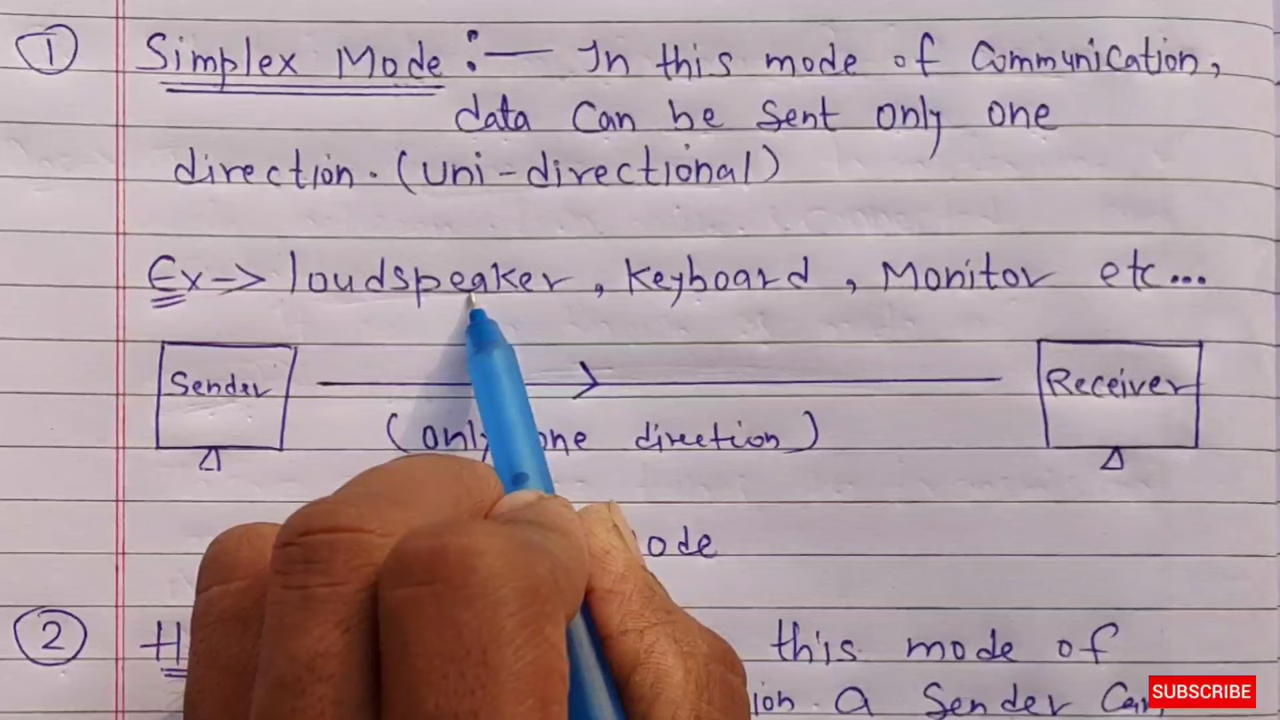 ① Simplex Mode :— In this mode of Communication,
data can be sent only one
direction. (uni-directional)
Ex -> loudspeaker, keyboard, Monitor etc...
Sender
Receiver
(only one direction)
② this mode of
a Sender Can
SUBSCRIBE